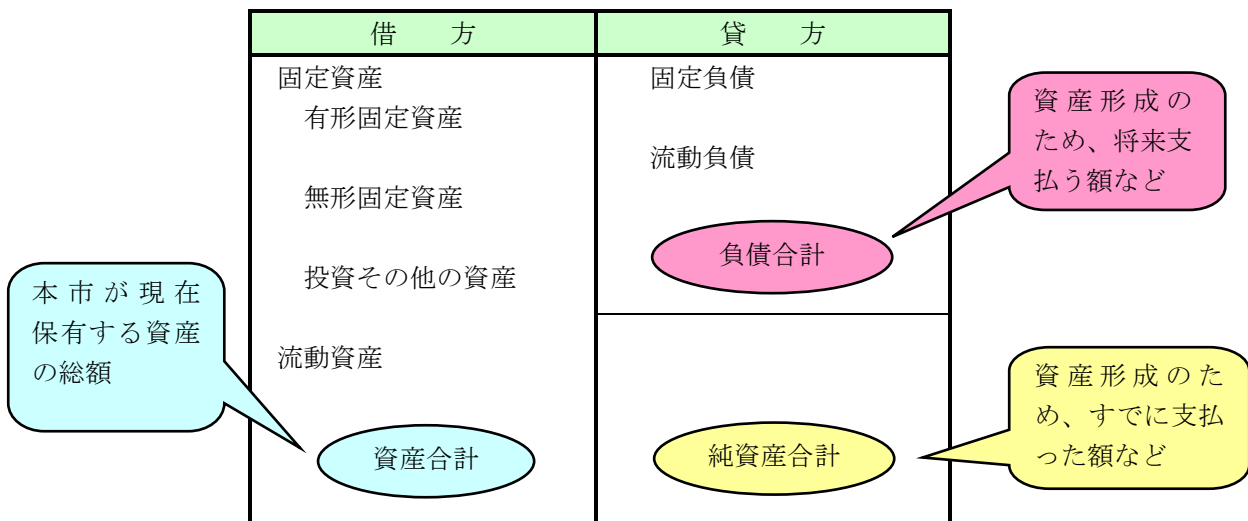 借　方
貸　方
固定資産
有形固定資産
無形固定資産
投資その他の資産
流動資産
資産合計
固定負債
流動負債
負債合計
純資産合計
本市が現在
保有する資産
の総額
資産形成の
ため、将来支
払う額など
資産形成のた
め、すでに支払
った額など